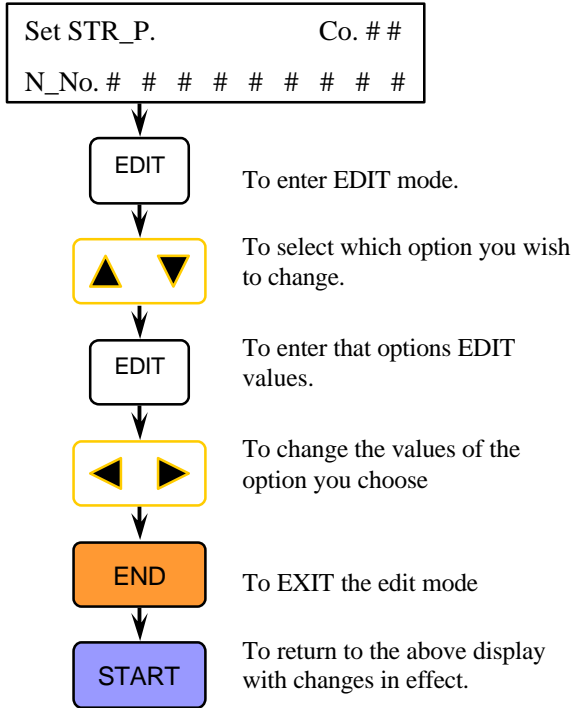 Set STR_P. Co. # #
N_No. # # # # # # # # #
EDIT
To enter EDIT mode.
To select which option you wish
to change.
EDIT
To enter that options EDIT
values.
To change the values of the
option you choose
END
To EXIT the edit mode
START
To return to the above display
with changes in effect.